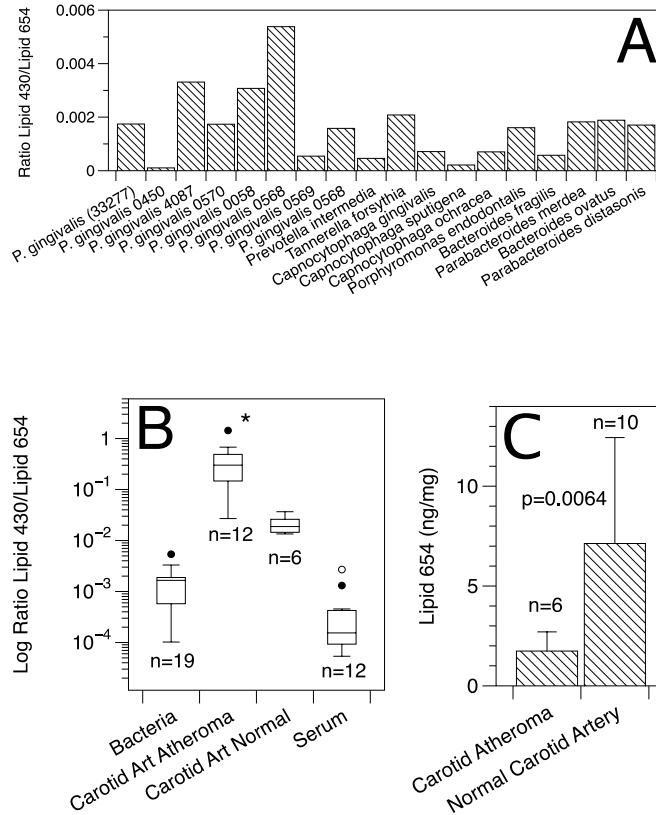 A
Ratio Lipid 430/Lipid 654
0.006
0.004
0.002
0
P. gingivalis (33277)
P. gingivalis 0450
P. gingivalis 4087
P. gingivalis 0570
P. gingivalis 0058
P. gingivalis 0568
P. gingivalis 0569
P. gingivalis 0568
Prevotella intermedia
Tannerella forsythia
Capnocytophaga gingivalis
Capnocytophaga sputigena
Capnocytophaga ochracea
Porphyromonas endodontalis
Bacteroides fragilis
Parabacteroides merdea
Bacteroides ovatus
Parabacteroides distasonis
B
Log Ratio Lipid 430/Lipid 654
1
10⁻¹
10⁻²
10⁻³
10⁻⁴
*
n=19
n=12
n=6
n=12
Bacteria
Carotid Art Atheroma
Carotid Art Normal
Serum
C
Lipid 654 (ng/mg)
10
5
0
n=10
p=0.0064
n=6
Carotid Atheroma
Normal Carotid Artery